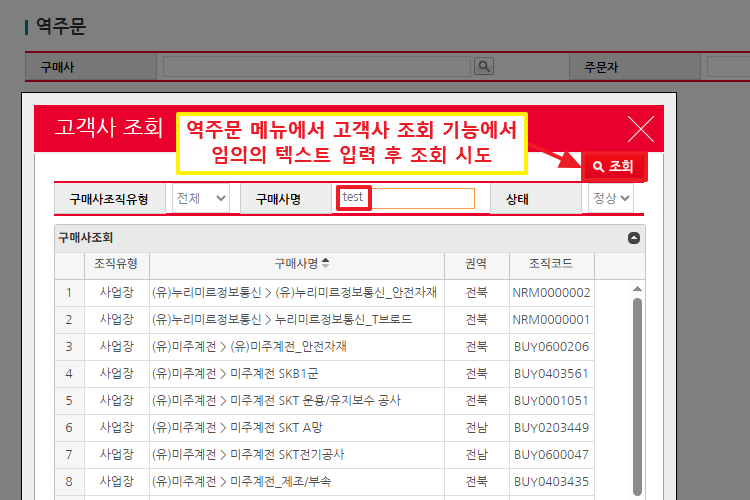 역주문
구매사 주문자
고객사 조회
역주문 메뉴에서 고객사 조회 기능에서
임의의 텍스트 입력 후 조회 시도
조회
구매사조직유형 전체 구매사명 test 상태 정상
구매사조회
조직유형 구매사명 권역 조직코드
1 사업장 (유)누리미르정보통신 > (유)누리미르정보통신_안전자재 전북 NRM0000002
2 사업장 (유)누리미르정보통신 > 누리미르정보통신_T브로드 전북 NRM0000001
3 사업장 (유)미주계전 > (유)미주계전_안전자재 전북 BUY0600206
4 사업장 (유)미주계전 > 미주계전 SKB1군 전북 BUY0403561
5 사업장 (유)미주계전 > 미주계전 SKT 운용/유지보수 공사 전북 BUY0001051
6 사업장 (유)미주계전 > 미주계전 SKT A망 전남 BUY0203449
7 사업장 (유)미주계전 > 미주계전 SKT전기공사 전남 BUY0600047
8 사업장 (유)미주계전 > 미주계전_제조/부속 전북 BUY0403435